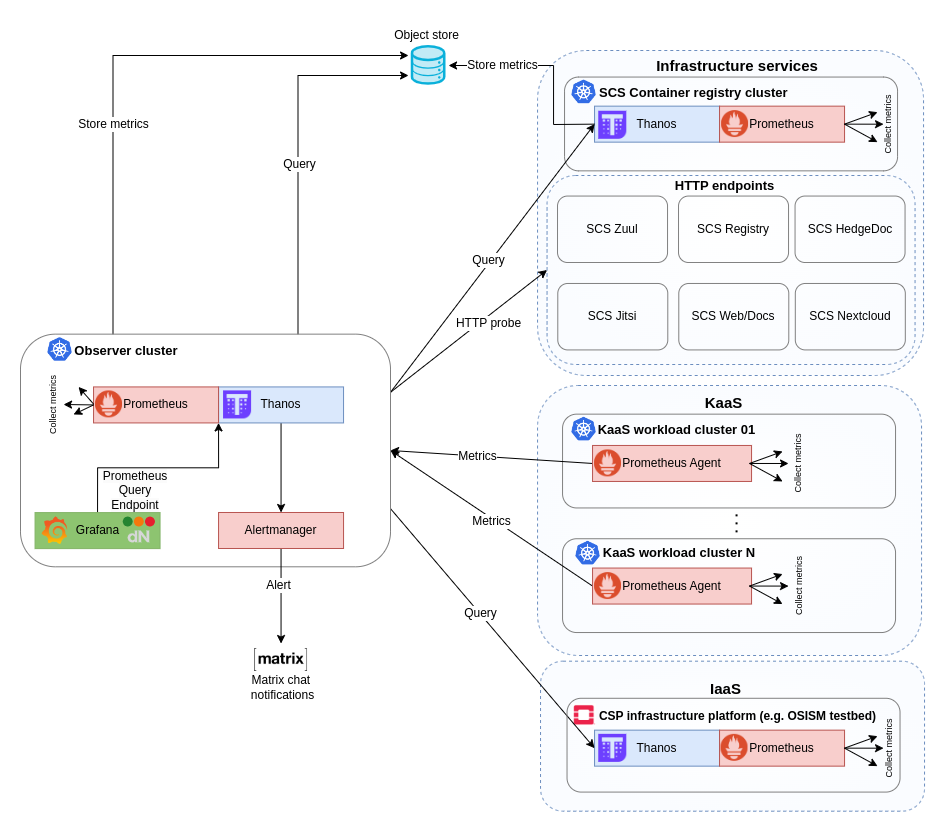 Object store
Store metrics
Store metrics
Query
Infrastructure services
SCS Container registry cluster
Thanos
Prometheus
Collect metrics
HTTP endpoints
SCS Zuul
SCS Registry
SCS HedgeDoc
SCS Jitsi
SCS Web/Docs
SCS Nextcloud
Query
HTTP probe
Observer cluster
Collect metrics
Prometheus
Thanos
Prometheus
Query
Endpoint
Grafana
dN
Alertmanager
Alert
[matrix]
Matrix chat
notifications
Metrics
Metrics
Query
KaaS
KaaS workload cluster 01
Prometheus Agent
Collect metrics
KaaS workload cluster N
Prometheus Agent
Collect metrics
IaaS
CSP infrastructure platform (e.g. OSISM testbed)
Thanos
Prometheus
Collect metrics